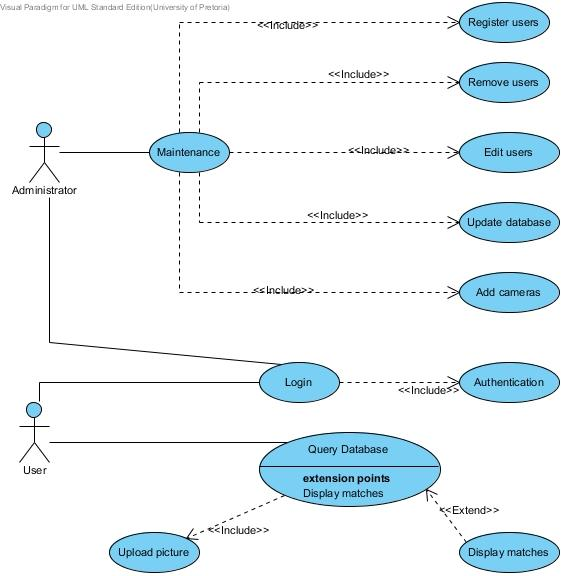 Visual Paradigm for UML Standard Edition(University of Pretoria)
Register users
<<Include>>
<<Include>>
Remove users
Maintenance
<<Include>>
Edit users
Administrator
<<Include>>
Update database
<<Include>>
Add cameras
Login
Authentication
<<Include>>
User
Query Database
extension points
Display matches
<<Extend>>
<<Include>>
Upload picture
Display matches